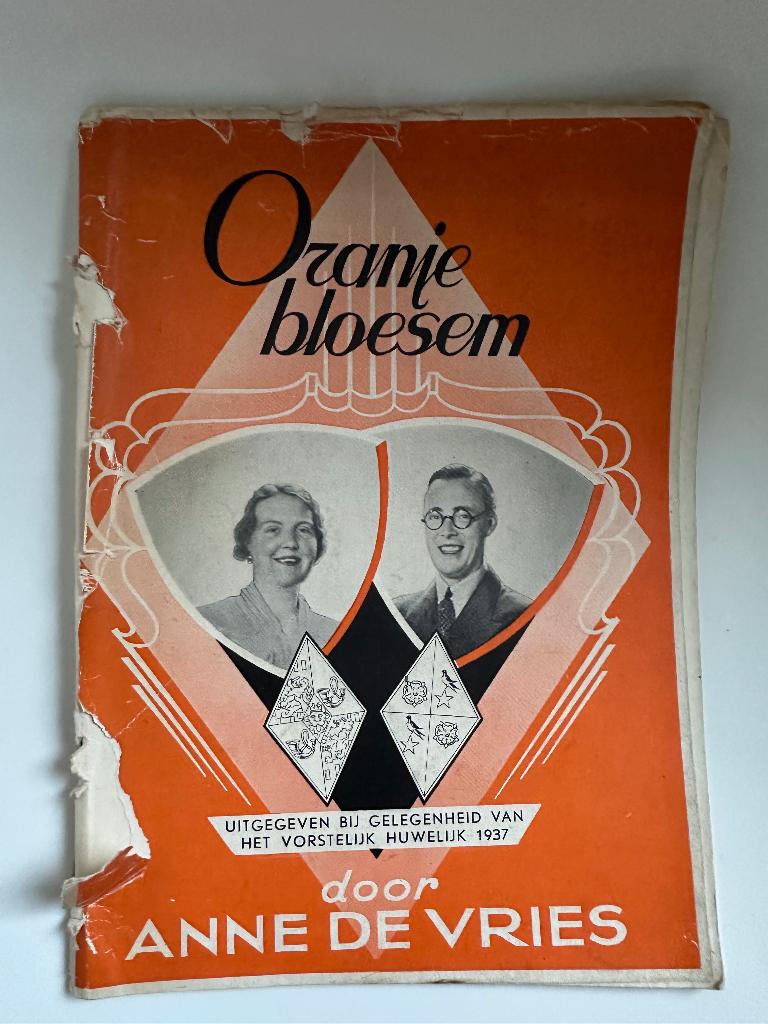 Oranje
bloesem
UITGEGEVEN BIJ GELEGENHEID VAN
HET VORSTELIJK HUWELIJK 1937
door
ANNE DE VRIES